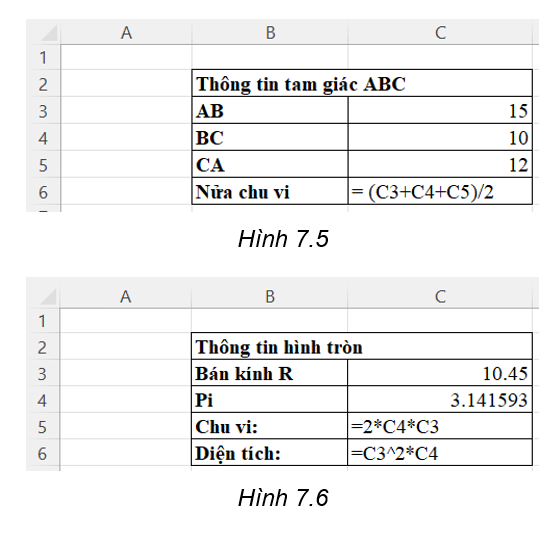 A B C
1
2 Thông tin tam giác ABC
3 AB 15
4 BC 10
5 CA 12
6 Nửa chu vi = (C3+C4+C5)/2
Hình 7.5
A B C
1
2 Thông tin hình tròn
3 Bán kính R 10.45
4 Pi 3.141593
5 Chu vi: =2*C4*C3
6 Diện tích: =C3^2*C4
Hình 7.6